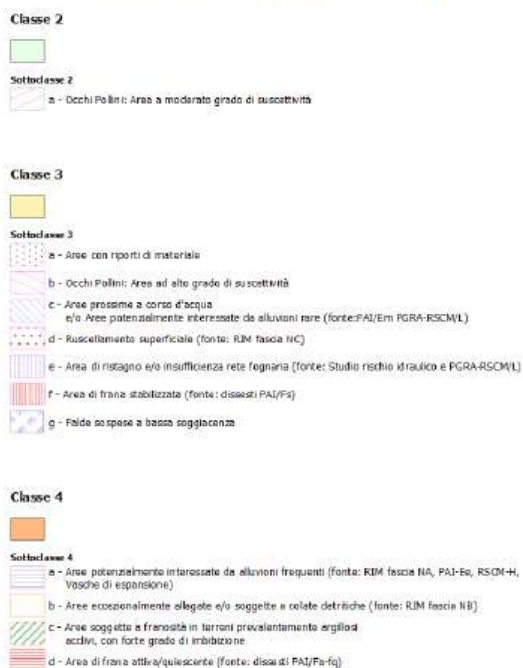 Classe 2
Sottoclasse 2
a - Occhi Pollini: Area a moderato grado di suscettività
Classe 3
Sottoclasse 3
a - Aree con riporti di materiale
b - Occhi Pollini: Area ad alto grado di suscettività
c - Aree prossime a corso d'acqua
e/o Aree potenzialmente interessate da alluvioni rare (fonte:PAI/Em PGRA-RSCM/L)
d - Ruscellamento superficiale (fonte: RIM fascia NC)
e - Area di ristagno e/o insufficienza rete fognaria (fonte: Studio rischio idraulico e PGRA-RSCM/L)
f - Area di frana stabilizzata (fonte: dissesti PAI/Fs)
g - Falde sospese a bassa soggiacenza
Classe 4
Sottoclasse 4
a - Aree potenzialmente interessate da alluvioni frequenti (fonte: RIM fascia NA, PAI-Ee, RSCM-H,
Vasche di espansione)
b - Aree eccezionalmente allagate e/o soggette a colate detritiche (fonte: RIM fascia NB)
c - Aree soggette a franosità in terreni prevalentemente argillosi
acclivi, con forte grado di imbibizione
d - Area di frana attiva/quiescente (fonte: dissesti PAI/Fa-fq)